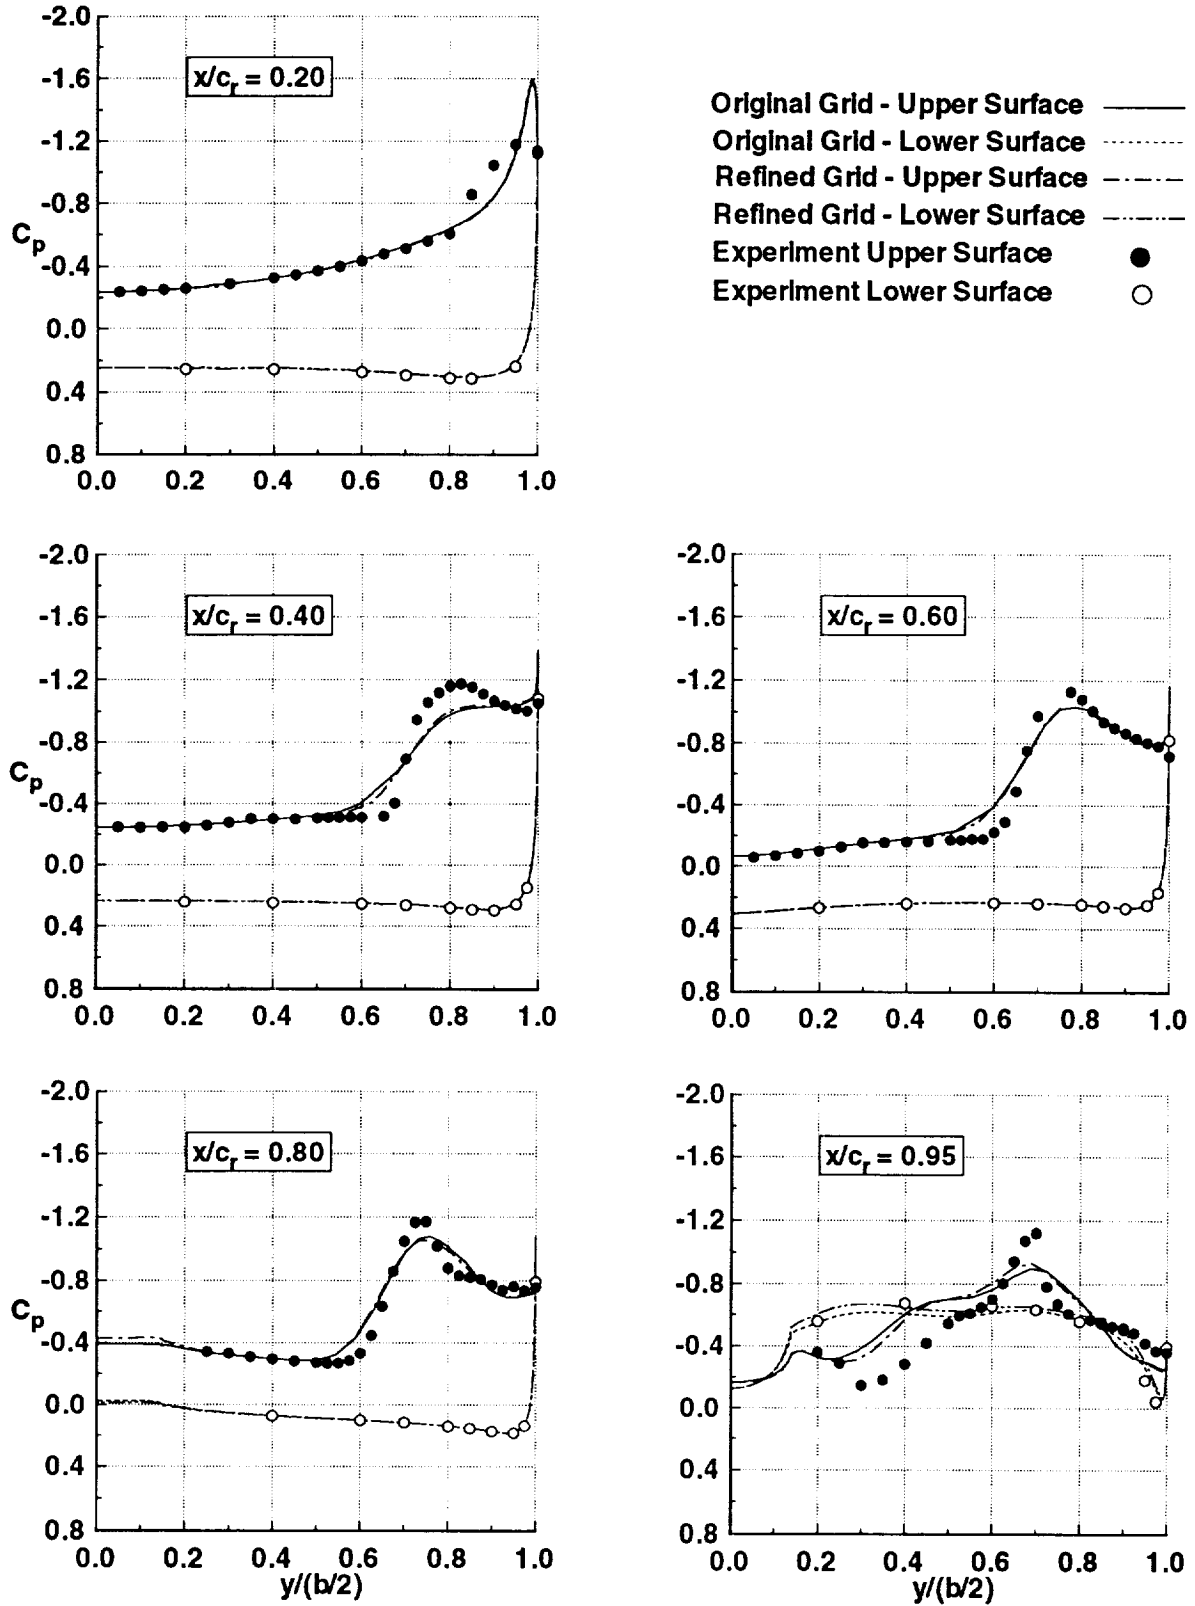 -2.0
-1.6
-1.2
-0.8
-0.4
0.0
0.4
0.8
Cp
x/cr = 0.20
0.0 0.2 0.4 0.6 0.8 1.0
Original Grid - Upper Surface
Original Grid - Lower Surface
Refined Grid - Upper Surface
Refined Grid - Lower Surface
Experiment Upper Surface
Experiment Lower Surface
-2.0
-1.6
-1.2
-0.8
-0.4
0.0
0.4
0.8
Cp
x/cr = 0.40
0.0 0.2 0.4 0.6 0.8 1.0
-2.0
-1.6
-1.2
-0.8
-0.4
0.0
0.4
0.8
x/cr = 0.60
0.0 0.2 0.4 0.6 0.8 1.0
-2.0
-1.6
-1.2
-0.8
-0.4
0.0
0.4
0.8
Cp
x/cr = 0.80
0.0 0.2 0.4 0.6 0.8 1.0
y/(b/2)
-2.0
-1.6
-1.2
-0.8
-0.4
0.0
0.4
0.8
x/cr = 0.95
0.0 0.2 0.4 0.6 0.8 1.0
y/(b/2)